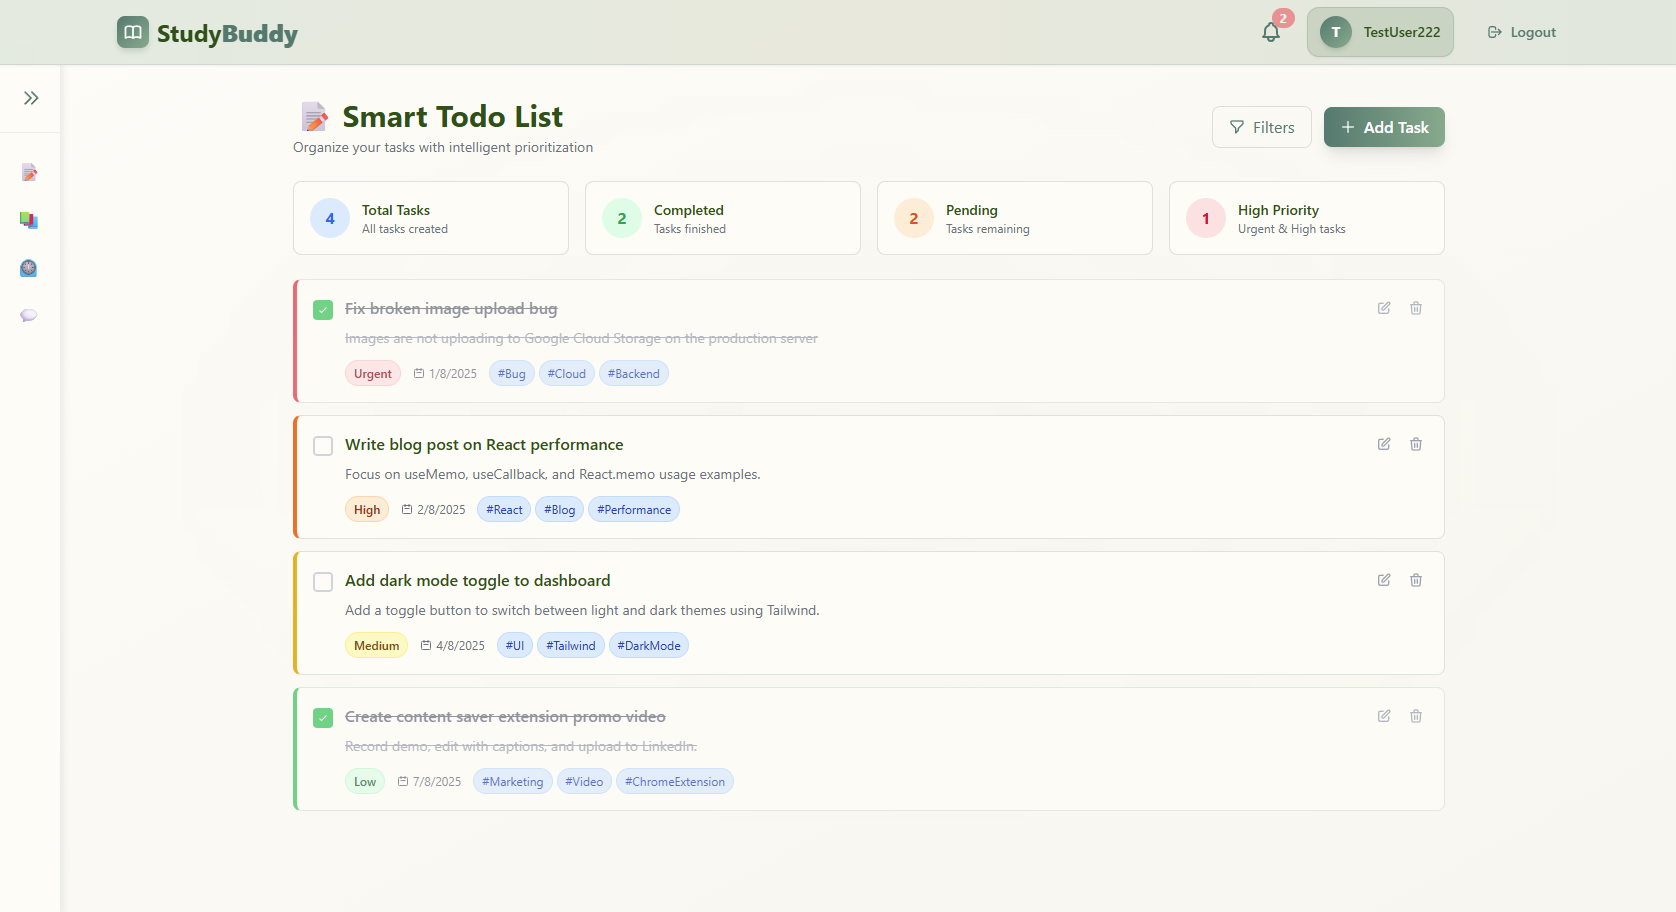 StudyBuddy
2
T
TestUser222
Logout
Smart Todo List
Organize your tasks with intelligent prioritization
Filters
Add Task
4
Total Tasks
All tasks created
2
Completed
Tasks finished
2
Pending
Tasks remaining
1
High Priority
Urgent & High tasks
Fix broken image upload bug
Images are not uploading to Google Cloud Storage on the production server
Urgent 1/8/2025 #Bug #Cloud #Backend
Write blog post on React performance
Focus on useMemo, useCallback, and React.memo usage examples.
High 2/8/2025 #React #Blog #Performance
Add dark mode toggle to dashboard
Add a toggle button to switch between light and dark themes using Tailwind.
Medium 4/8/2025 #UI #Tailwind #DarkMode
Create content saver extension promo video
Record demo, edit with captions, and upload to LinkedIn.
Low 7/8/2025 #Marketing #Video #ChromeExtension